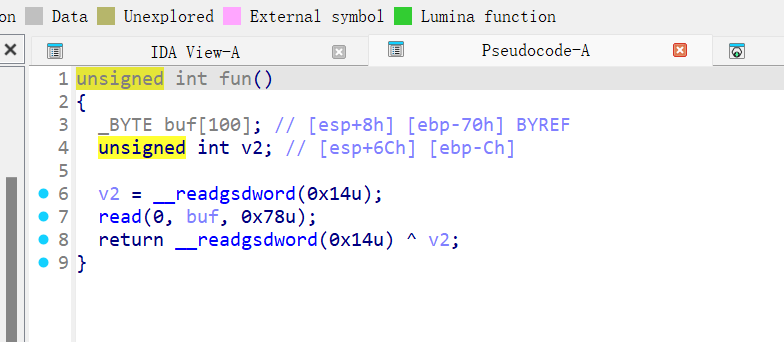 on Data Unexplored External symbol Lumina function
IDA View-A Pseudocode-A
1 unsigned int fun()
2 {
3 _BYTE buf[100]; // [esp+8h] [ebp-70h] BYREF
4 unsigned int v2; // [esp+6Ch] [ebp-Ch]
5
6 v2 = __readgsdword(0x14u);
7 read(0, buf, 0x78u);
8 return __readgsdword(0x14u) ^ v2;
9 }